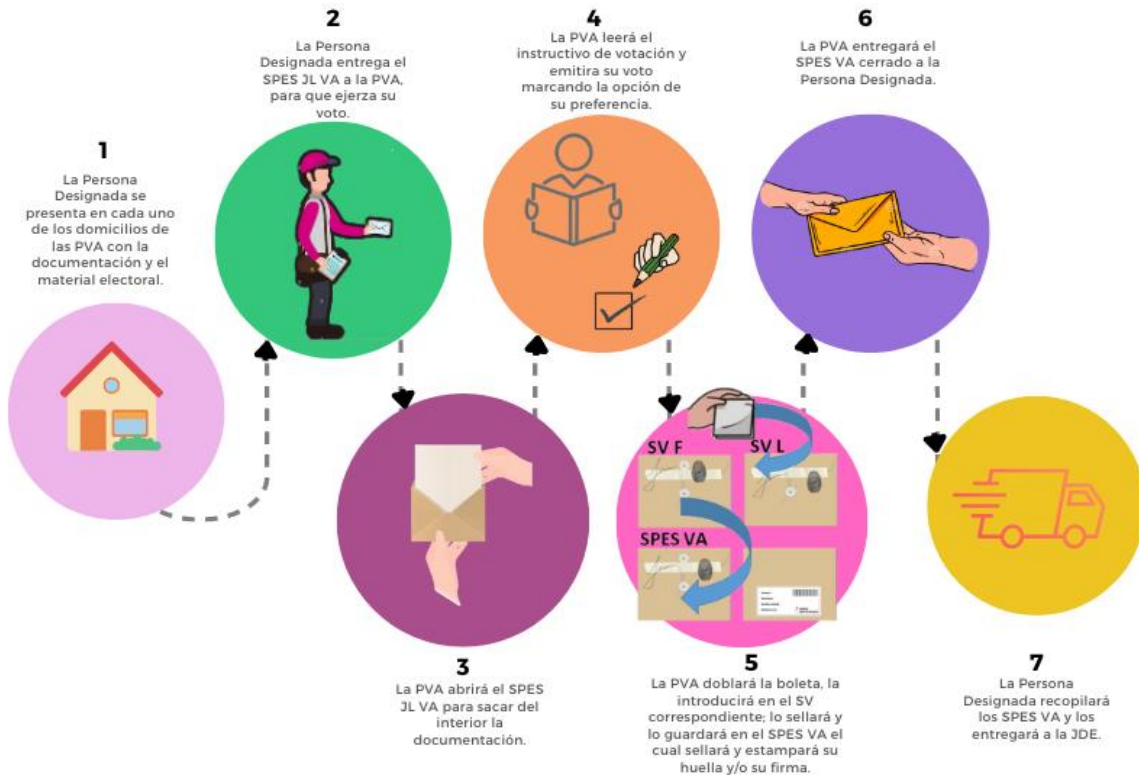 1
La Persona
Designada se
presenta en cada uno
de los domicilios de
las PVA con la
documentación y el
material electoral.
2
La Persona
Designada entrega el
SPES JL VA a la PVA,
para que ejerza su
voto.
3
La PVA abrirá el SPES
JL VA para sacar del
interior la
documentación.
4
La PVA leerá el
instructivo de votación y
emitira su voto
marcando la opción de
su preferencia.
SV F
SV L
SPES VA
5
La PVA doblará la boleta, la
introducirá en el SV
correspondiente; lo sellará y
lo guardará en el SPES VA el
cual sellará y estampará su
huella y/o su firma.
6
La PVA entregará el
SPES VA cerrado a la
Persona Designada.
7
La Persona
Designada recopilará
los SPES VA y los
entregará a la JDE.